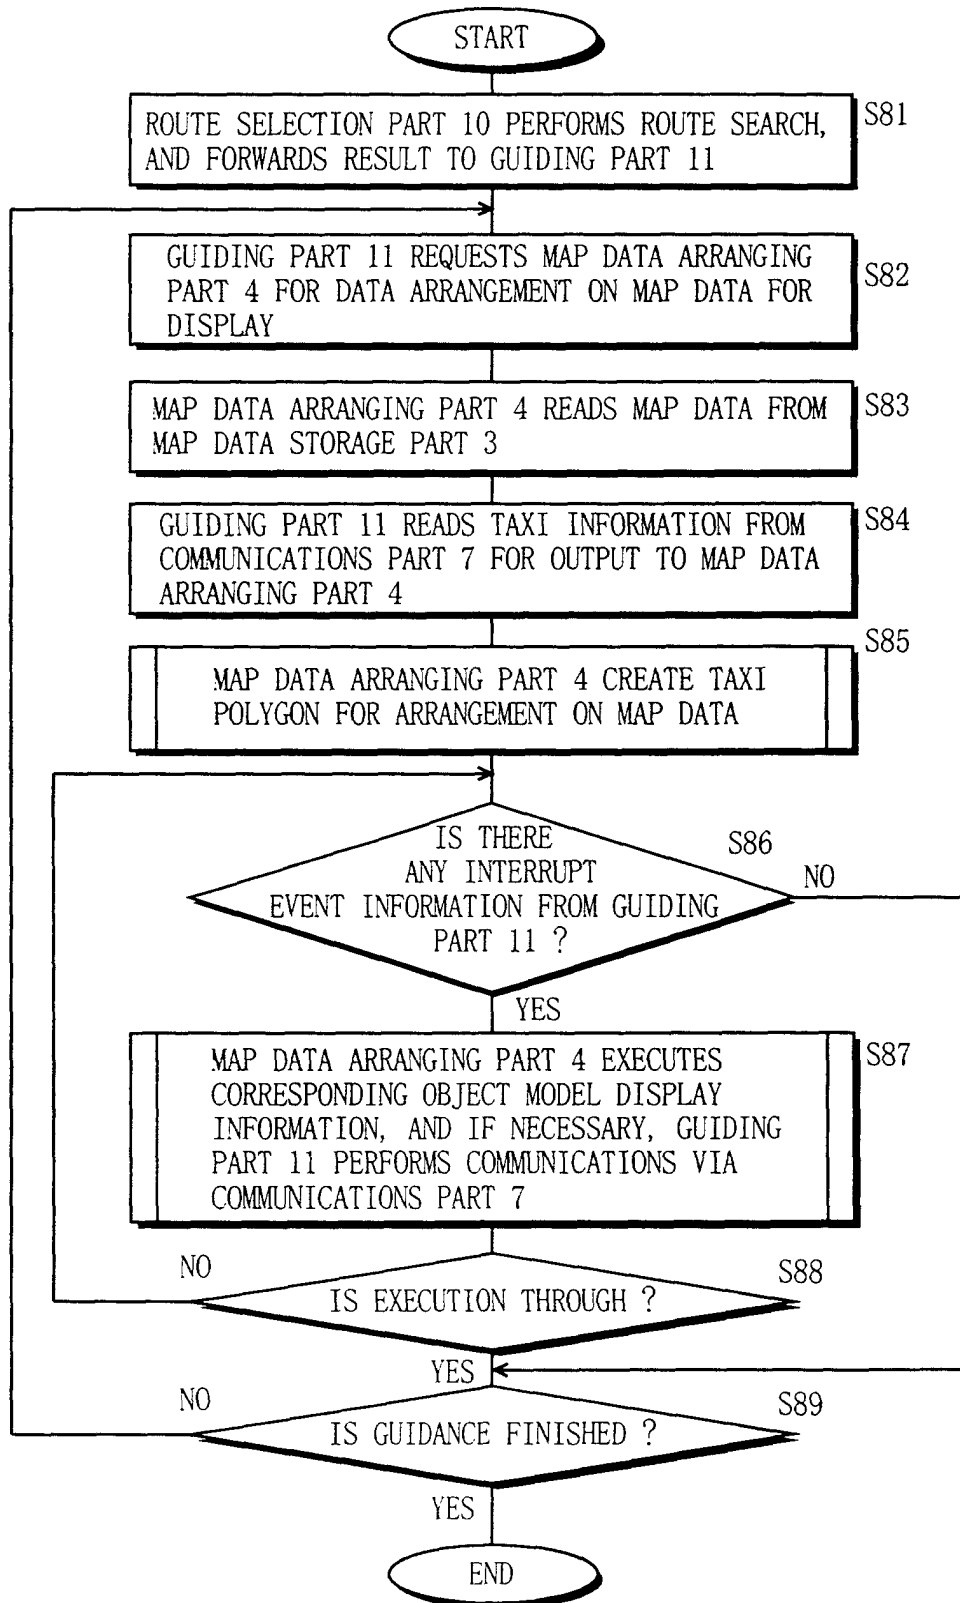 START
S81
ROUTE SELECTION PART 10 PERFORMS ROUTE SEARCH,
AND FORWARDS RESULT TO GUIDING PART 11
GUIDING PART 11 REQUESTS MAP DATA ARRANGING
PART 4 FOR DATA ARRANGEMENT ON MAP DATA FOR
DISPLAY
S82
MAP DATA ARRANGING PART 4 READS MAP DATA FROM
MAP DATA STORAGE PART 3
S83
GUIDING PART 11 READS TAXI INFORMATION FROM
COMMUNICATIONS PART 7 FOR OUTPUT TO MAP DATA
ARRANGING PART 4
S84
S85
MAP DATA ARRANGING PART 4 CREATE TAXI
POLYGON FOR ARRANGEMENT ON MAP DATA
IS THERE
ANY INTERRUPT
EVENT INFORMATION FROM GUIDING
PART 11 ?
S86
NO
YES
MAP DATA ARRANGING PART 4 EXECUTES
CORRESPONDING OBJECT MODEL DISPLAY
INFORMATION, AND IF NECESSARY, GUIDING
PART 11 PERFORMS COMMUNICATIONS VIA
COMMUNICATIONS PART 7
S87
NO
S88
IS EXECUTION THROUGH ?
YES
NO
S89
IS GUIDANCE FINISHED ?
YES
END